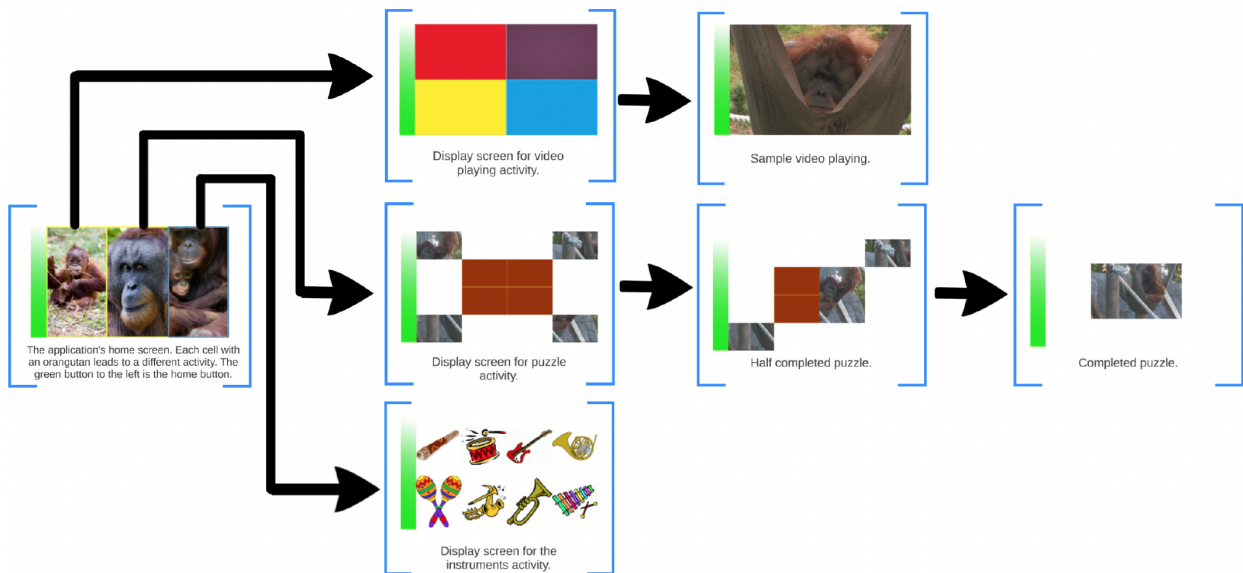 Display screen for video
playing activity.
Sample video playing.
The application's home screen. Each cell with
an orangutan leads to a different activity. The
green button to the left is the home button.
Display screen for puzzle
activity.
Half completed puzzle.
Completed puzzle.
Display screen for the
instruments activity.